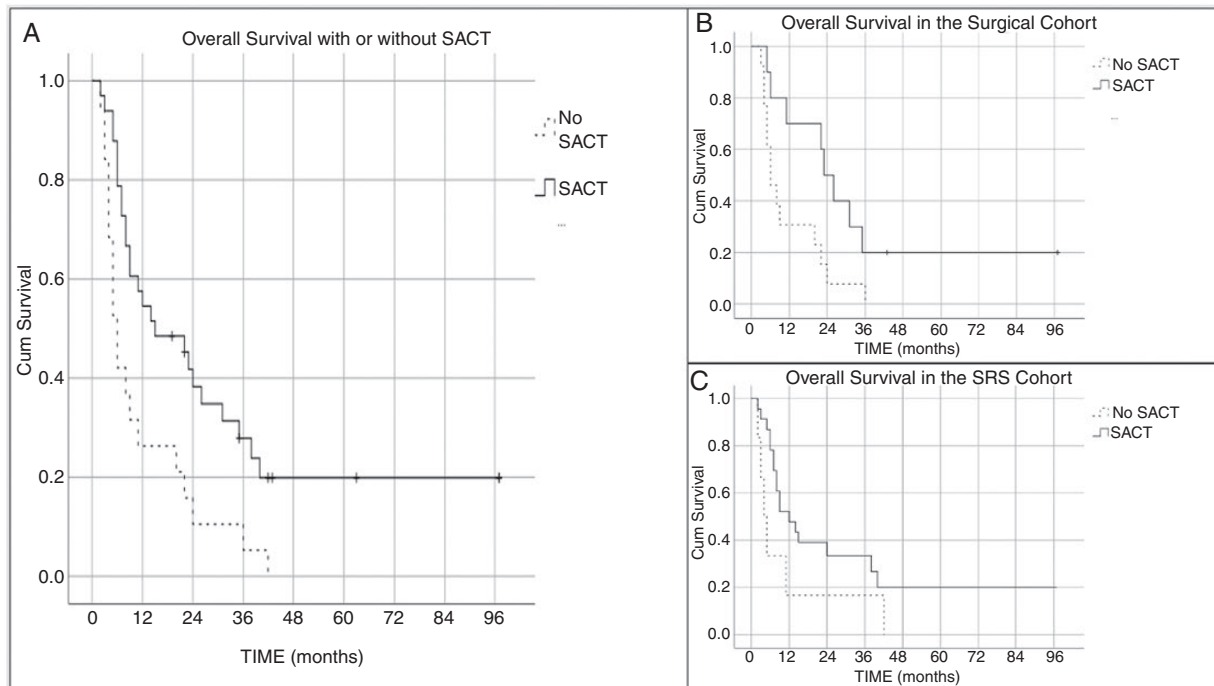 A
Overall Survival with or without SACT
1.0
0.8
0.6
0.4
0.2
0.0
Cum Survival
0 12 24 36 48 60 72 84 96
TIME (months)
No
SACT
SACT
B
Overall Survival in the Surgical Cohort
1.0
0.8
0.6
0.4
0.2
0.0
Cum Survival
0 12 24 36 48 60 72 84 96
TIME (months)
No SACT
SACT
C
Overall Survival in the SRS Cohort
1.0
0.8
0.6
0.4
0.2
0.0
Cum Survival
0 12 24 36 48 60 72 84 96
TIME (months)
No SACT
SACT